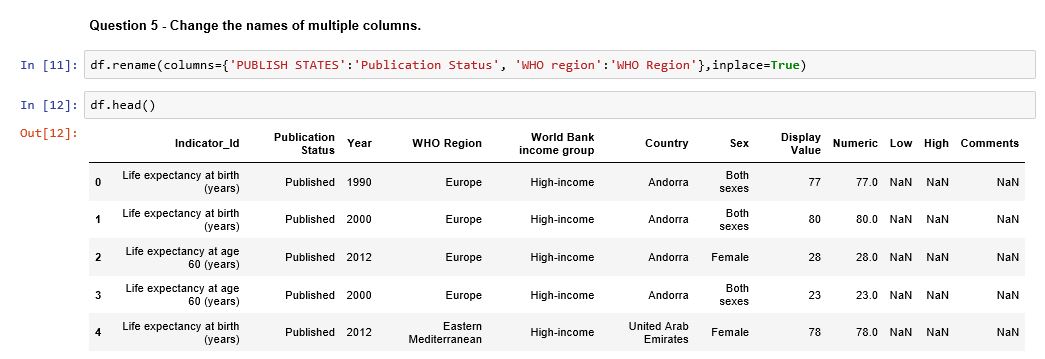 Question 5 - Change the names of multiple columns.
In [11]: df.rename(columns={'PUBLISH STATES':'Publication Status', 'WHO region':'WHO Region'},inplace=True)
In [12]: df.head()
Out[12]:
Indicator_Id Publication Status Year WHO Region World Bank income group Country Sex Display Value Numeric Low High Comments
0 Life expectancy at birth (years) Published 1990 Europe High-income Andorra Both sexes 77 77.0 NaN NaN NaN
1 Life expectancy at birth (years) Published 2000 Europe High-income Andorra Both sexes 80 80.0 NaN NaN NaN
2 Life expectancy at age 60 (years) Published 2012 Europe High-income Andorra Female 28 28.0 NaN NaN NaN
3 Life expectancy at age 60 (years) Published 2000 Europe High-income Andorra Both sexes 23 23.0 NaN NaN NaN
4 Life expectancy at birth (years) Published 2012 Eastern Mediterranean High-income United Arab Emirates Female 78 78.0 NaN NaN NaN